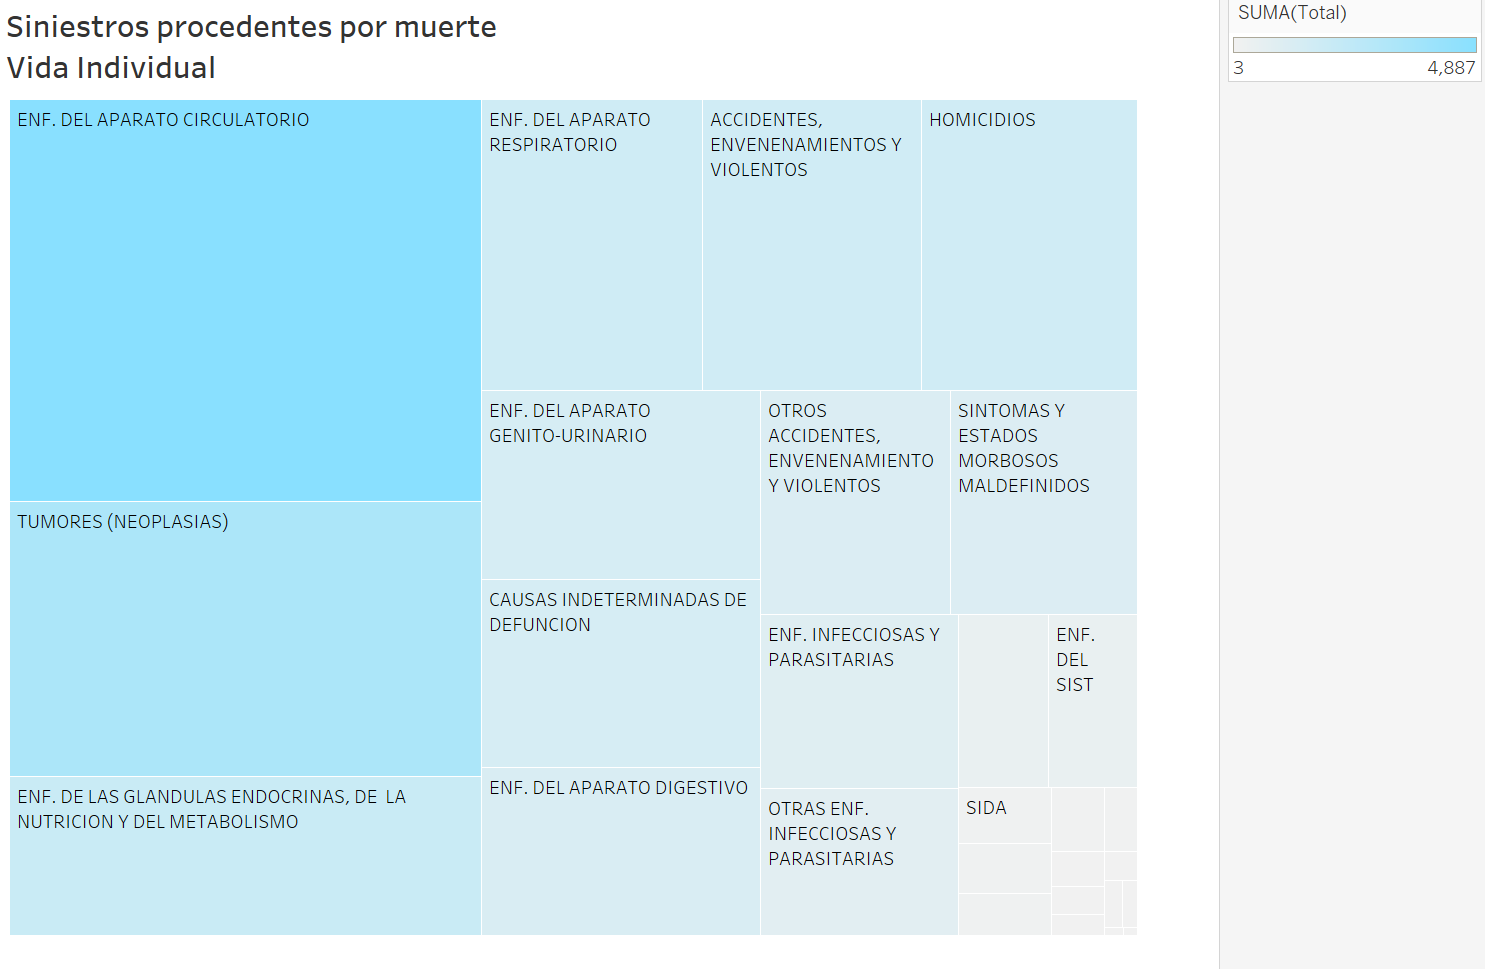 Siniestros procedentes por muerte
Vida Individual
SUMA(Total)
3
4,887
ENF. DEL APARATO CIRCULATORIO
TUMORES (NEOPLASIAS)
ENF. DE LAS GLANDULAS ENDOCRINAS, DE  LA
NUTRICION Y DEL METABOLISMO
ENF. DEL APARATO
RESPIRATORIO
ACCIDENTES,
ENVENENAMIENTOS Y
VIOLENTOS
HOMICIDIOS
ENF. DEL APARATO
GENITO-URINARIO
CAUSAS INDETERMINADAS DE
DEFUNCION
ENF. DEL APARATO DIGESTIVO
OTROS
ACCIDENTES,
ENVENENAMIENTO
Y VIOLENTOS
SINTOMAS Y
ESTADOS
MORBOSOS
MALDEFINIDOS
ENF. INFECCIOSAS Y
PARASITARIAS
ENF.
DEL
SIST
OTRAS ENF.
INFECCIOSAS Y
PARASITARIAS
SIDA